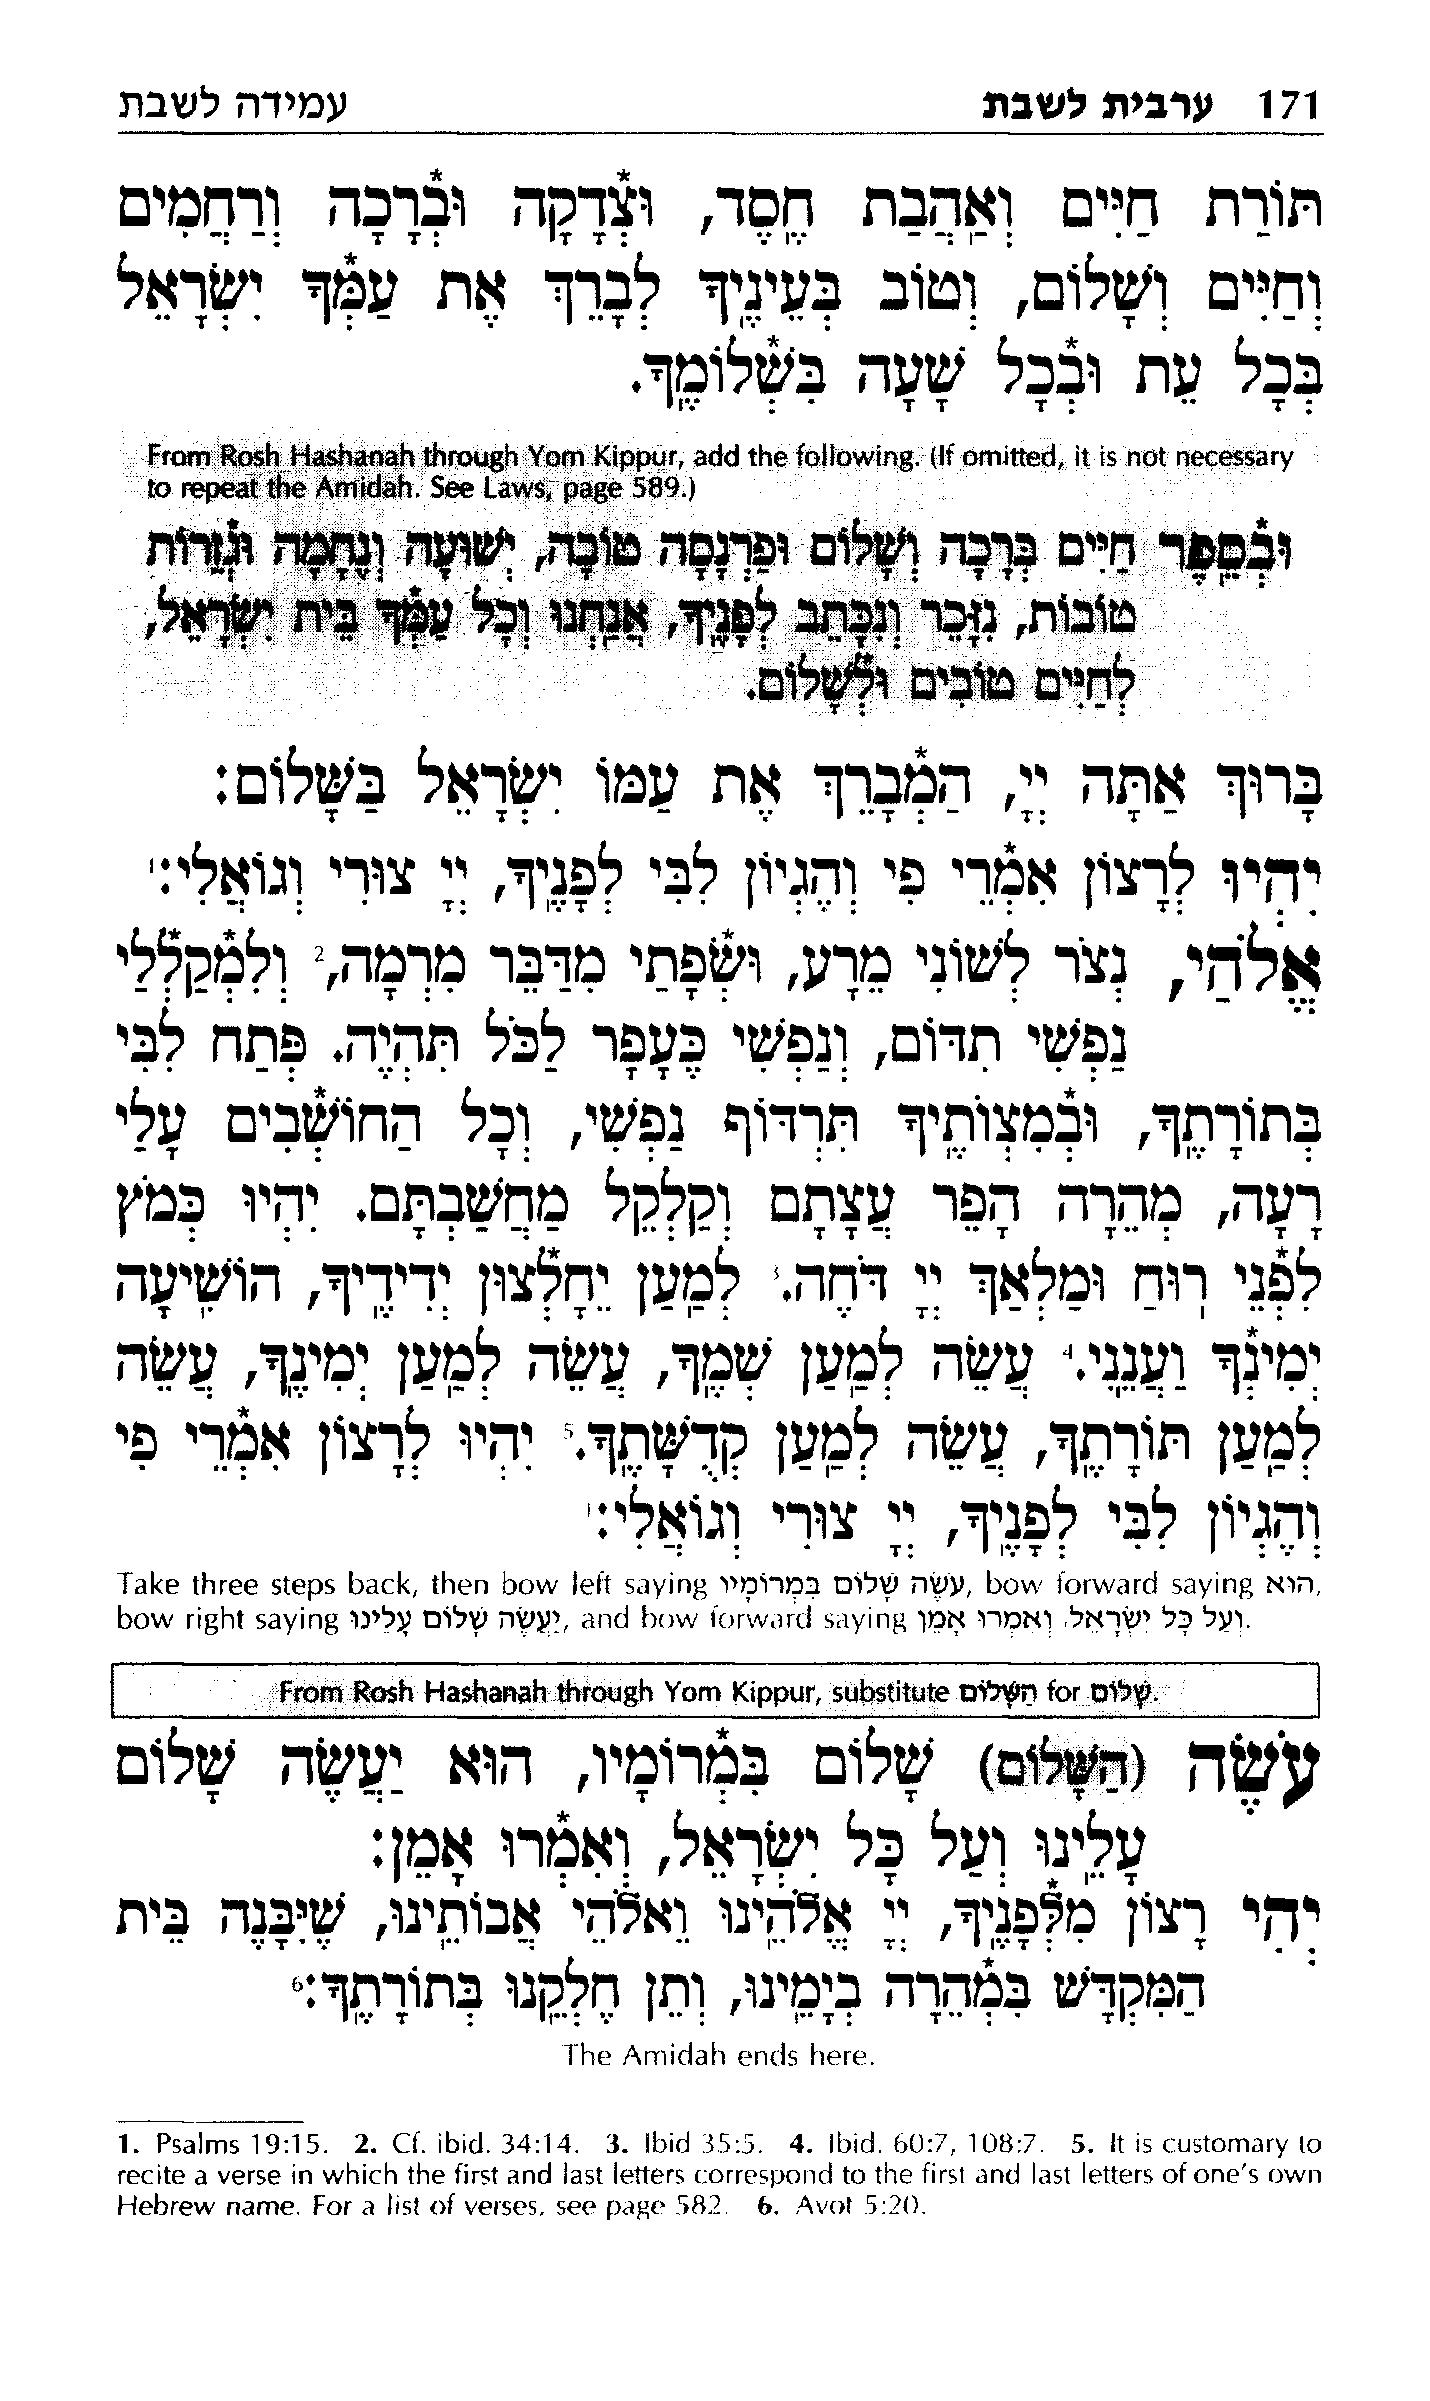 171 ערבית לשבת עמידה לשבת
תּוֹרַת חַיִּים וְאַהֲבַת חֶסֶד, וּצְדָקָה וּבְרָכָה וְרַחֲמִים
וְחַיִּים וְשָׁלוֹם, וְטוֹב בְּעֵינֶיךָ לְבָרֵךְ אֶת עַמְּךָ יִשְׂרָאֵל
בְּכָל עֵת וּבְכָל שָׁעָה בִּשְׁלוֹמֶךָ.
From Rosh Hashanah through Yom Kippur, add the following. (If omitted, it is not necessary
to repeat the Amidah. See Laws, page 589.)
וּבְסֵפֶר חַיִּים בְּרָכָה וְשָׁלוֹם וּפַרְנָסָה טוֹבָה, יְשׁוּעָה וְנֶחָמָה וּגְזֵרוֹת
טוֹבוֹת, נִזָּכֵר וְנִכָּתֵב לְפָנֶיךָ, אֲנַחְנוּ וְכָל עַמְּךָ בֵּית יִשְׂרָאֵל,
לְחַיִּים טוֹבִים וּלְשָׁלוֹם.
בָּרוּךְ אַתָּה יְיָ, הַמְבָרֵךְ אֶת עַמּוֹ יִשְׂרָאֵל בַּשָּׁלוֹם:
יִהְיוּ לְרָצוֹן אִמְרֵי פִי וְהֶגְיוֹן לִבִּי לְפָנֶיךָ, יְיָ צוּרִי וְגוֹאֲלִי:¹
אֱלֹהַי, נְצֹר לְשׁוֹנִי מֵרָע, וּשְׂפָתַי מִדַּבֵּר מִרְמָה,² וְלִמְקַלְלַי
נַפְשִׁי תִדּוֹם, וְנַפְשִׁי כֶּעָפָר לַכֹּל תִּהְיֶה. פְּתַח לִבִּי
בְּתוֹרָתֶךָ, וּבְמִצְוֹתֶיךָ תִּרְדּוֹף נַפְשִׁי, וְכָל הַחוֹשְׁבִים עָלַי
רָעָה, מְהֵרָה הָפֵר עֲצָתָם וְקַלְקֵל מַחֲשַׁבְתָּם. יִהְיוּ כְּמֹץ
לִפְנֵי רוּחַ וּמַלְאַךְ יְיָ דֹּחֶה.³ לְמַעַן יֵחָלְצוּן יְדִידֶיךָ, הוֹשִׁיעָה
יְמִינְךָ וַעֲנֵנִי.⁴ עֲשֵׂה לְמַעַן שְׁמֶךָ, עֲשֵׂה לְמַעַן יְמִינֶךָ, עֲשֵׂה
לְמַעַן תּוֹרָתֶךָ, עֲשֵׂה לְמַעַן קְדֻשָּׁתֶךָ.⁵ יִהְיוּ לְרָצוֹן אִמְרֵי פִי
וְהֶגְיוֹן לִבִּי לְפָנֶיךָ, יְיָ צוּרִי וְגוֹאֲלִי:¹
Take three steps back, then bow left saying עֹשֶׂה שָׁלוֹם בִּמְרוֹמָיו, bow forward saying הוּא,
bow right saying יַעֲשֶׂה שָׁלוֹם עָלֵינוּ, and bow forward saying וְעַל כָּל יִשְׂרָאֵל, וְאִמְרוּ אָמֵן.
From Rosh Hashanah through Yom Kippur, substitute הַשָּׁלוֹם for שָׁלוֹם.
עֹשֶׂה (הַשָּׁלוֹם) שָׁלוֹם בִּמְרוֹמָיו, הוּא יַעֲשֶׂה שָׁלוֹם
עָלֵינוּ וְעַל כָּל יִשְׂרָאֵל, וְאִמְרוּ אָמֵן:
יְהִי רָצוֹן מִלְּפָנֶיךָ, יְיָ אֱלֹהֵינוּ וֵאלֹהֵי אֲבוֹתֵינוּ, שֶׁיִּבָּנֶה בֵּית
הַמִּקְדָּשׁ בִּמְהֵרָה בְיָמֵינוּ, וְתֵן חֶלְקֵנוּ בְּתוֹרָתֶךָ:⁶
The Amidah ends here.
1. Psalms 19:15. 2. Cf. ibid. 34:14. 3. Ibid 35:5. 4. Ibid. 60:7, 108:7. 5. It is customary to
recite a verse in which the first and last letters correspond to the first and last letters of one's own
Hebrew name. For a list of verses, see page 582. 6. Avot 5:20.